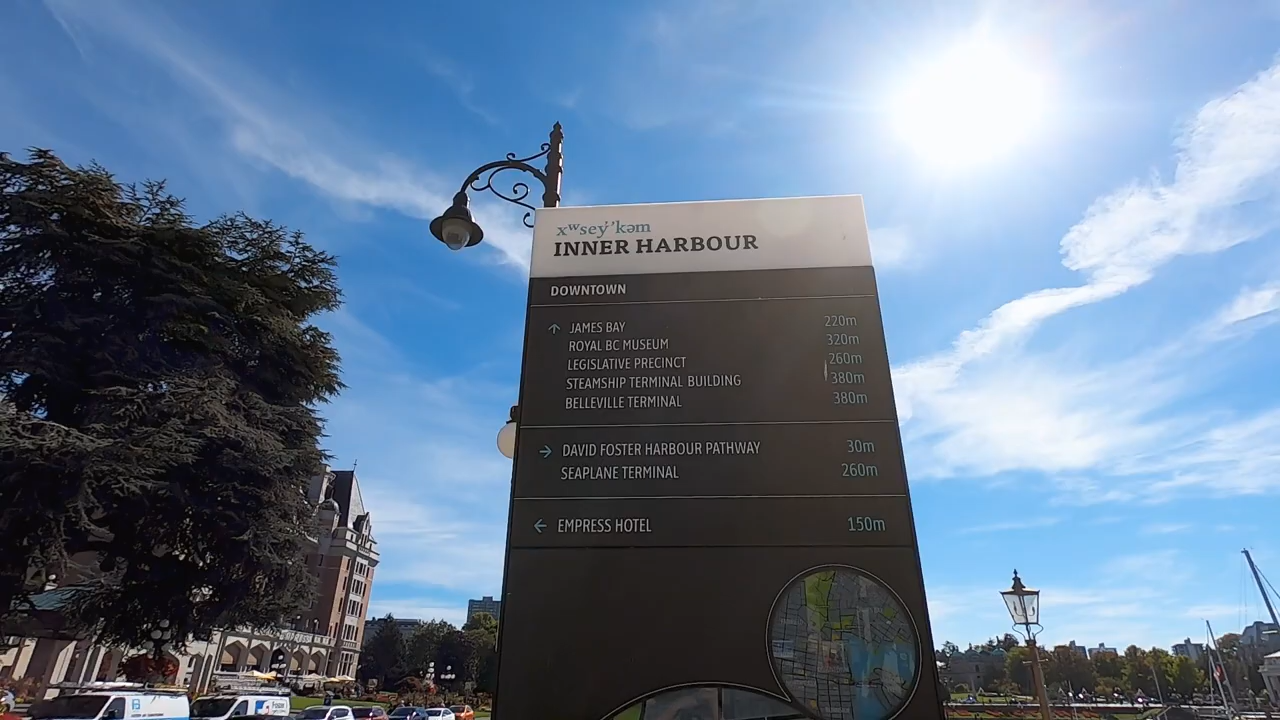 xʷsey̓ʼkəm
INNER HARBOUR
DOWNTOWN
↑ JAMES BAY 220m
ROYAL BC MUSEUM 320m
LEGISLATIVE PRECINCT 260m
STEAMSHIP TERMINAL BUILDING 380m
BELLEVILLE TERMINAL 380m
→ DAVID FOSTER HARBOUR PATHWAY 30m
SEAPLANE TERMINAL 260m
← EMPRESS HOTEL 150m